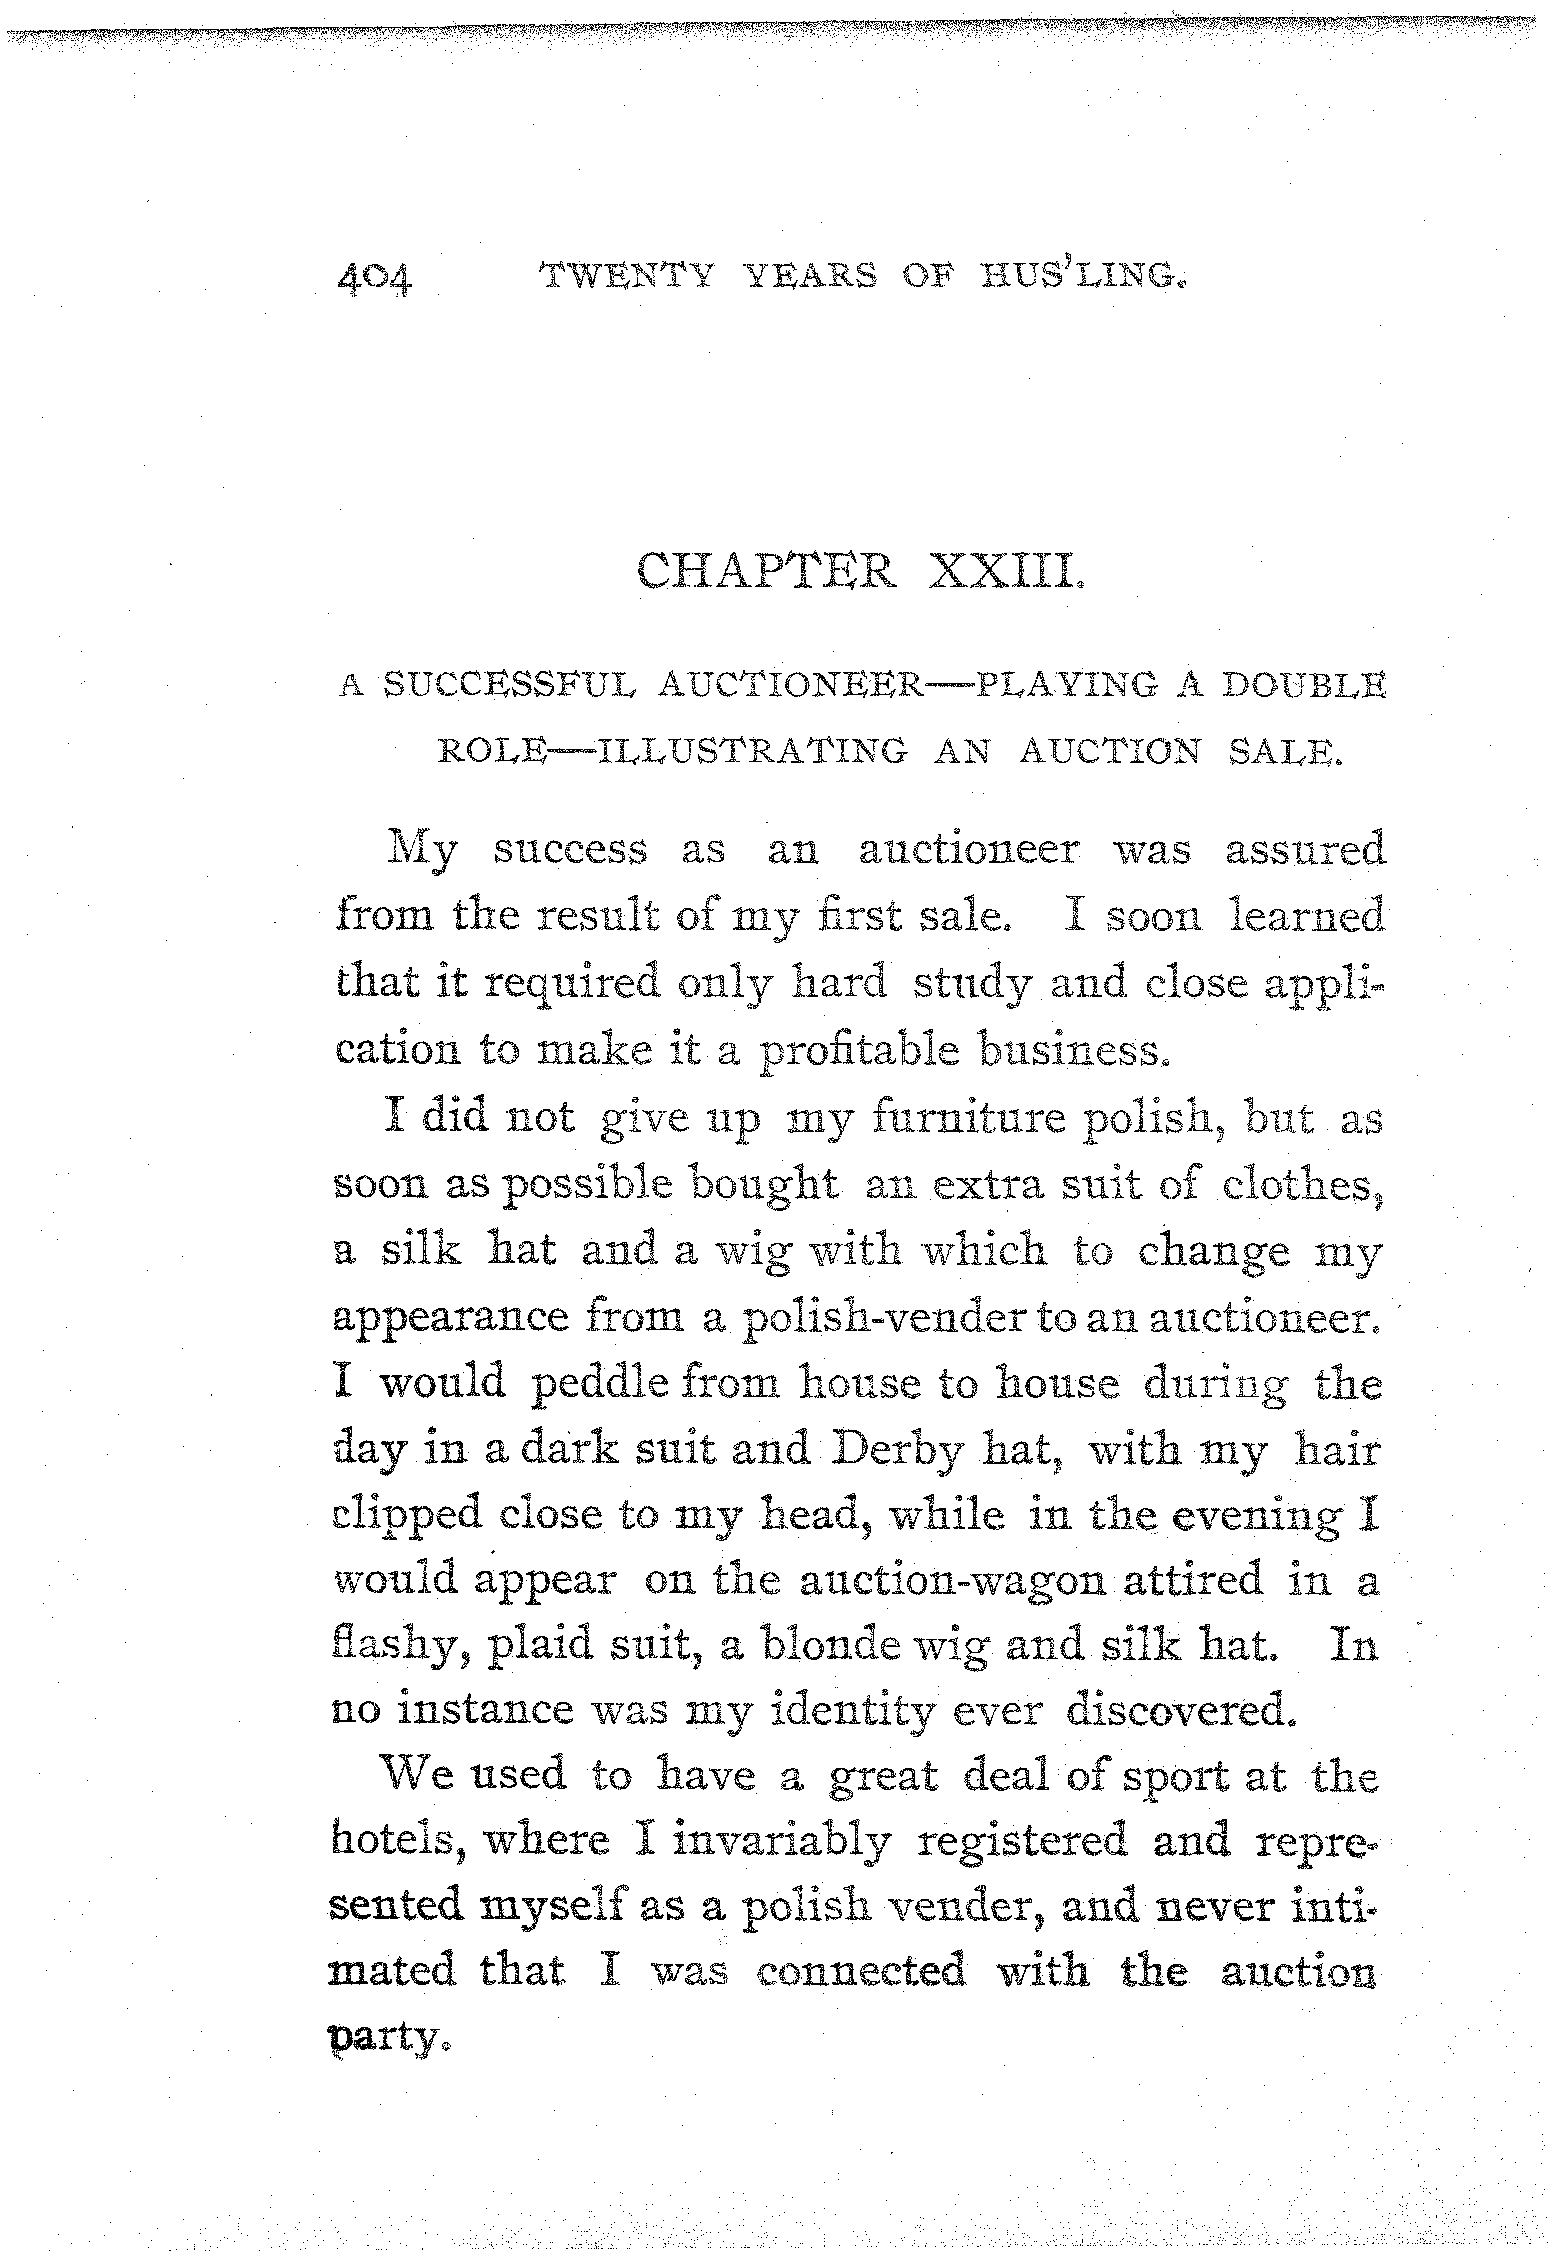 404 TWENTY YEARS OF HUS'LING.
CHAPTER XXIII.
A SUCCESSFUL AUCTIONEER—PLAYING A DOUBLE
ROLE—ILLUSTRATING AN AUCTION SALE.
My success as an auctioneer was assured
from the result of my first sale. I soon learned
that it required only hard study and close appli-
cation to make it a profitable business.
I did not give up my furniture polish, but as
soon as possible bought an extra suit of clothes,
a silk hat and a wig with which to change my
appearance from a polish-vender to an auctioneer.
I would peddle from house to house during the
day in a dark suit and Derby hat, with my hair
clipped close to my head, while in the evening I
would appear on the auction-wagon attired in a
flashy, plaid suit, a blonde wig and silk hat. In
no instance was my identity ever discovered.
We used to have a great deal of sport at the
hotels, where I invariably registered and repre-
sented myself as a polish vender, and never inti-
mated that I was connected with the auction
party.